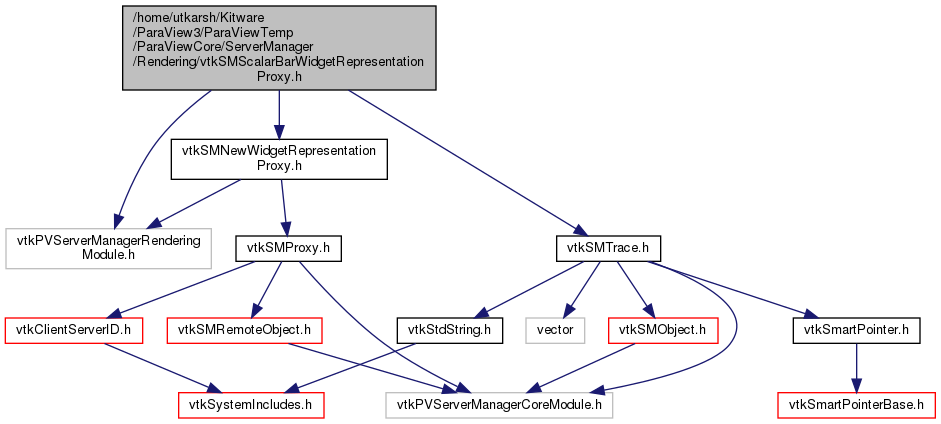 /home/utkarsh/Kitware
/ParaView3/ParaViewTemp
/ParaViewCore/ServerManager
/Rendering/vtkSMScalarBarWidgetRepresentation
Proxy.h
vtkSMNewWidgetRepresentation
Proxy.h
vtkPVServerManagerRendering
Module.h
vtkSMProxy.h
vtkSMTrace.h
vtkClientServerID.h
vtkSMRemoteObject.h
vtkStdString.h
vector
vtkSMObject.h
vtkSmartPointer.h
vtkSystemIncludes.h
vtkPVServerManagerCoreModule.h
vtkSmartPointerBase.h